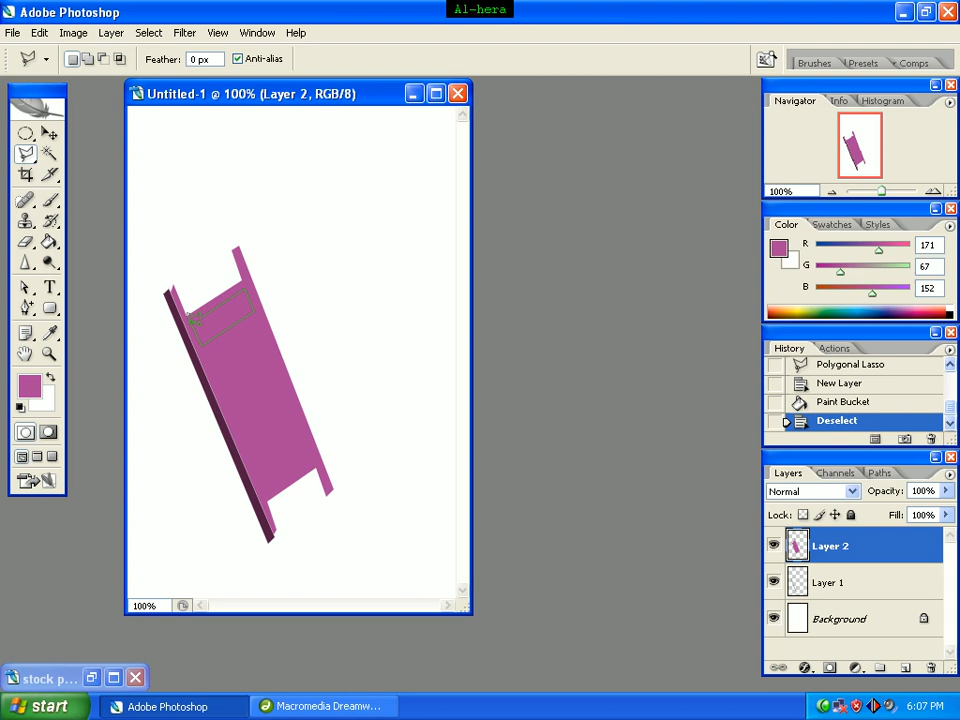 Al-hera
Adobe Photoshop
File Edit Image Layer Select Filter View Window Help
Feather: 0 px Anti-alias
Brushes Presets Comps
Untitled-1 @ 100% (Layer 2, RGB/8)
Navigator Info Histogram
100%
Color Swatches Styles
R 171
G 67
B 152
History Actions
Polygonal Lasso
New Layer
Paint Bucket
Deselect
Layers Channels Paths
Normal Opacity: 100%
Lock: Fill: 100%
Layer 2
Layer 1
Background
100%
stock p...
start Adobe Photoshop Macromedia Dreamw... 6:07 PM